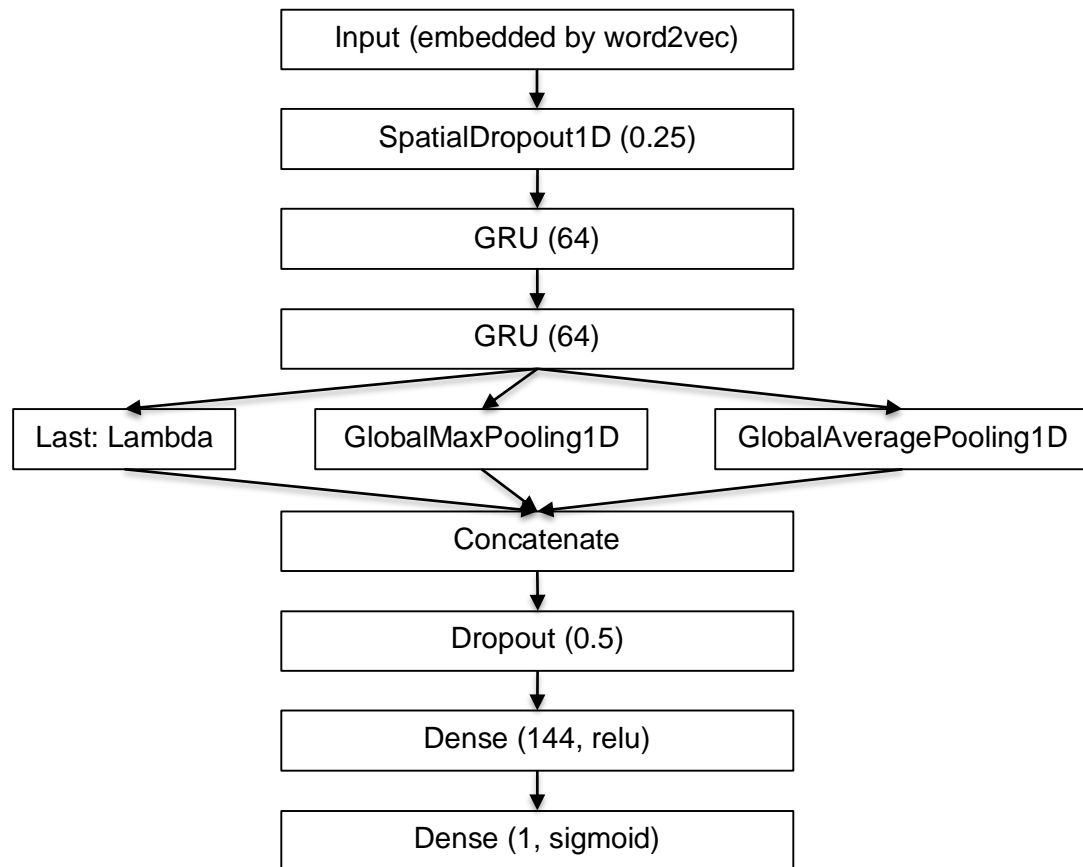 Input (embedded by word2vec)
SpatialDropout1D (0.25)
GRU (64)
GRU (64)
Last: Lambda
GlobalMaxPooling1D
GlobalAveragePooling1D
Concatenate
Dropout (0.5)
Dense (144, relu)
Dense (1, sigmoid)